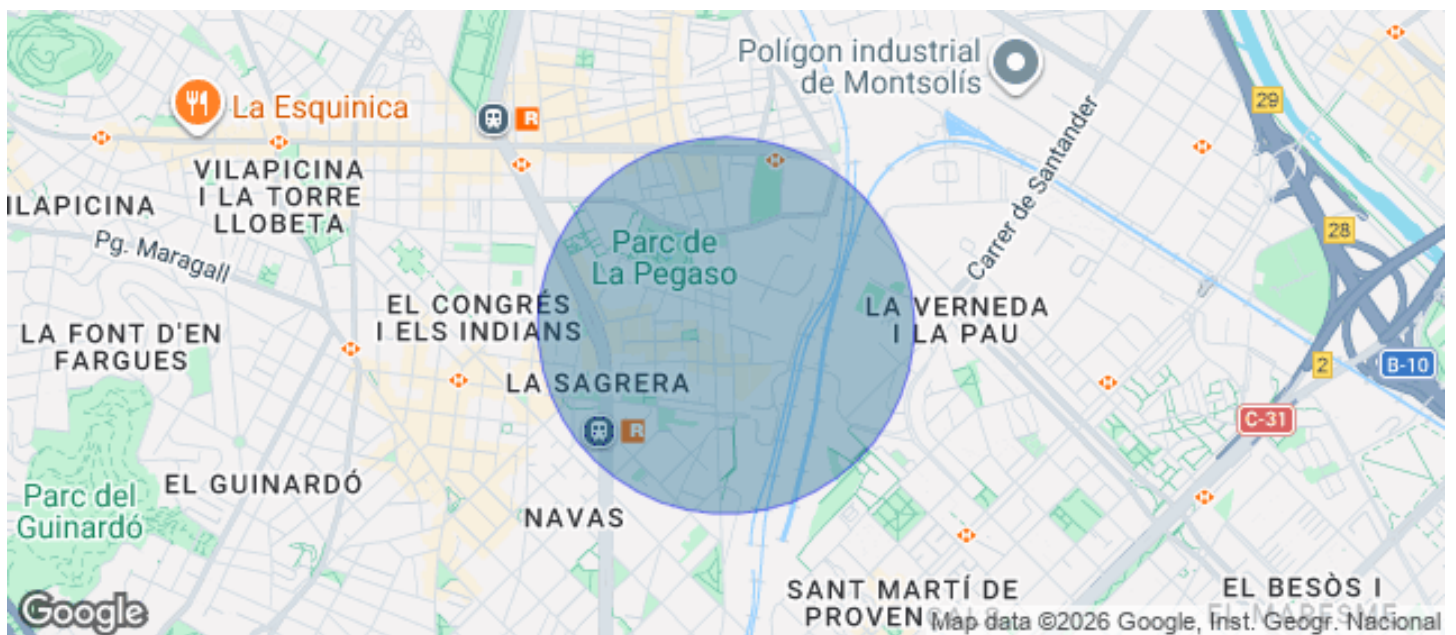 Polígon industrial
de Montsolís
29
La Esquinica
R
Carrer de Santander
VILAPICINA
I LA TORRE
LLOBETA
ILAPICINA
Pg. Maragall
Parc de
La Pegaso
28
EL CONGRÉS
I ELS INDIANS
LA VERNEDA
I LA PAU
LA FONT D'EN
FARGUES
2
B-10
LA SAGRERA
C-31
R
EL GUINARDÓ
Parc del
Guinardó
NAVAS
SANT MARTÍ DE
PROVENÇALS
EL BESÒS I
EL MARESME
Google
Map data ©2026 Google, Inst. Geogr. Nacional